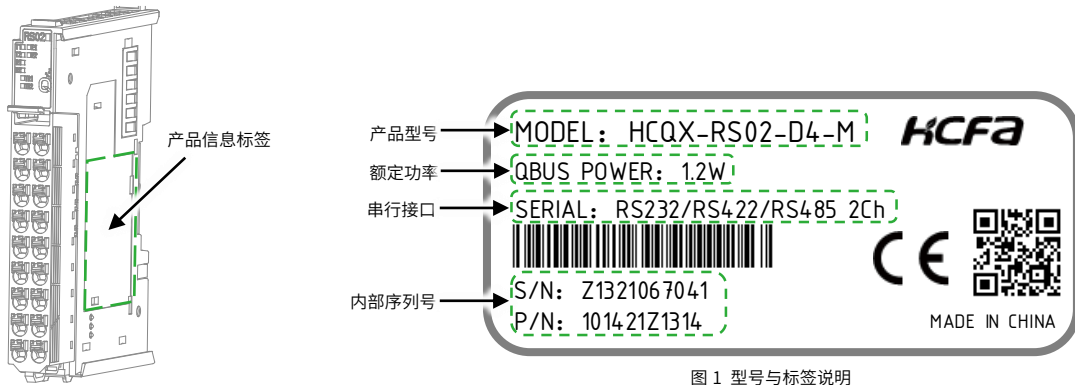 RS02
产品信息标签
产品型号
MODEL: HCQX-RS02-D4-M
HCFa
额定功率
QBUS POWER: 1.2W
串行接口
SERIAL: RS232/RS422/RS485 2Ch
CE
内部序列号
S/N: Z1321067041
P/N: 101421Z1314
MADE IN CHINA
图 1 型号与标签说明